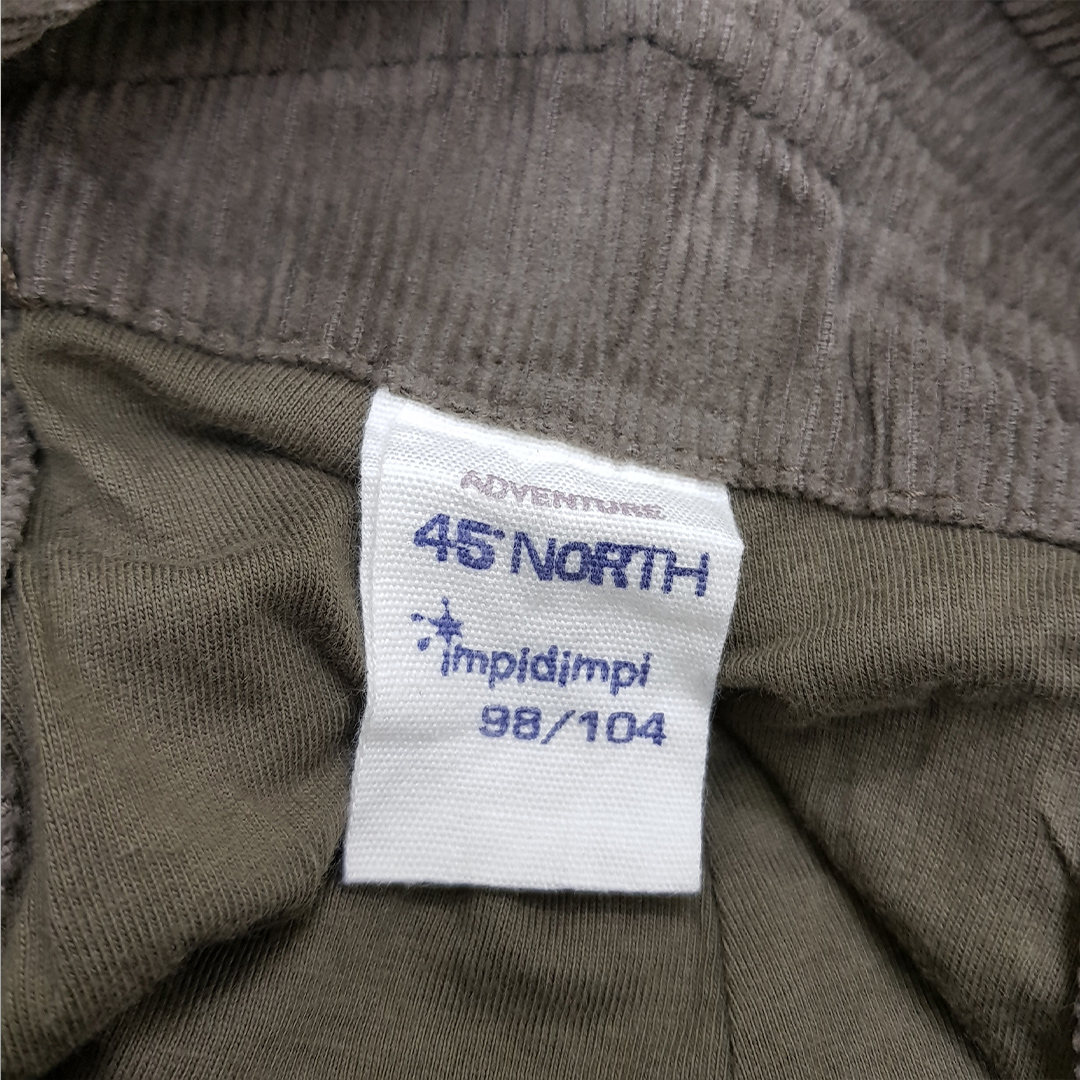 ADVENTURE
45° NORTH
impidimpi
98/104